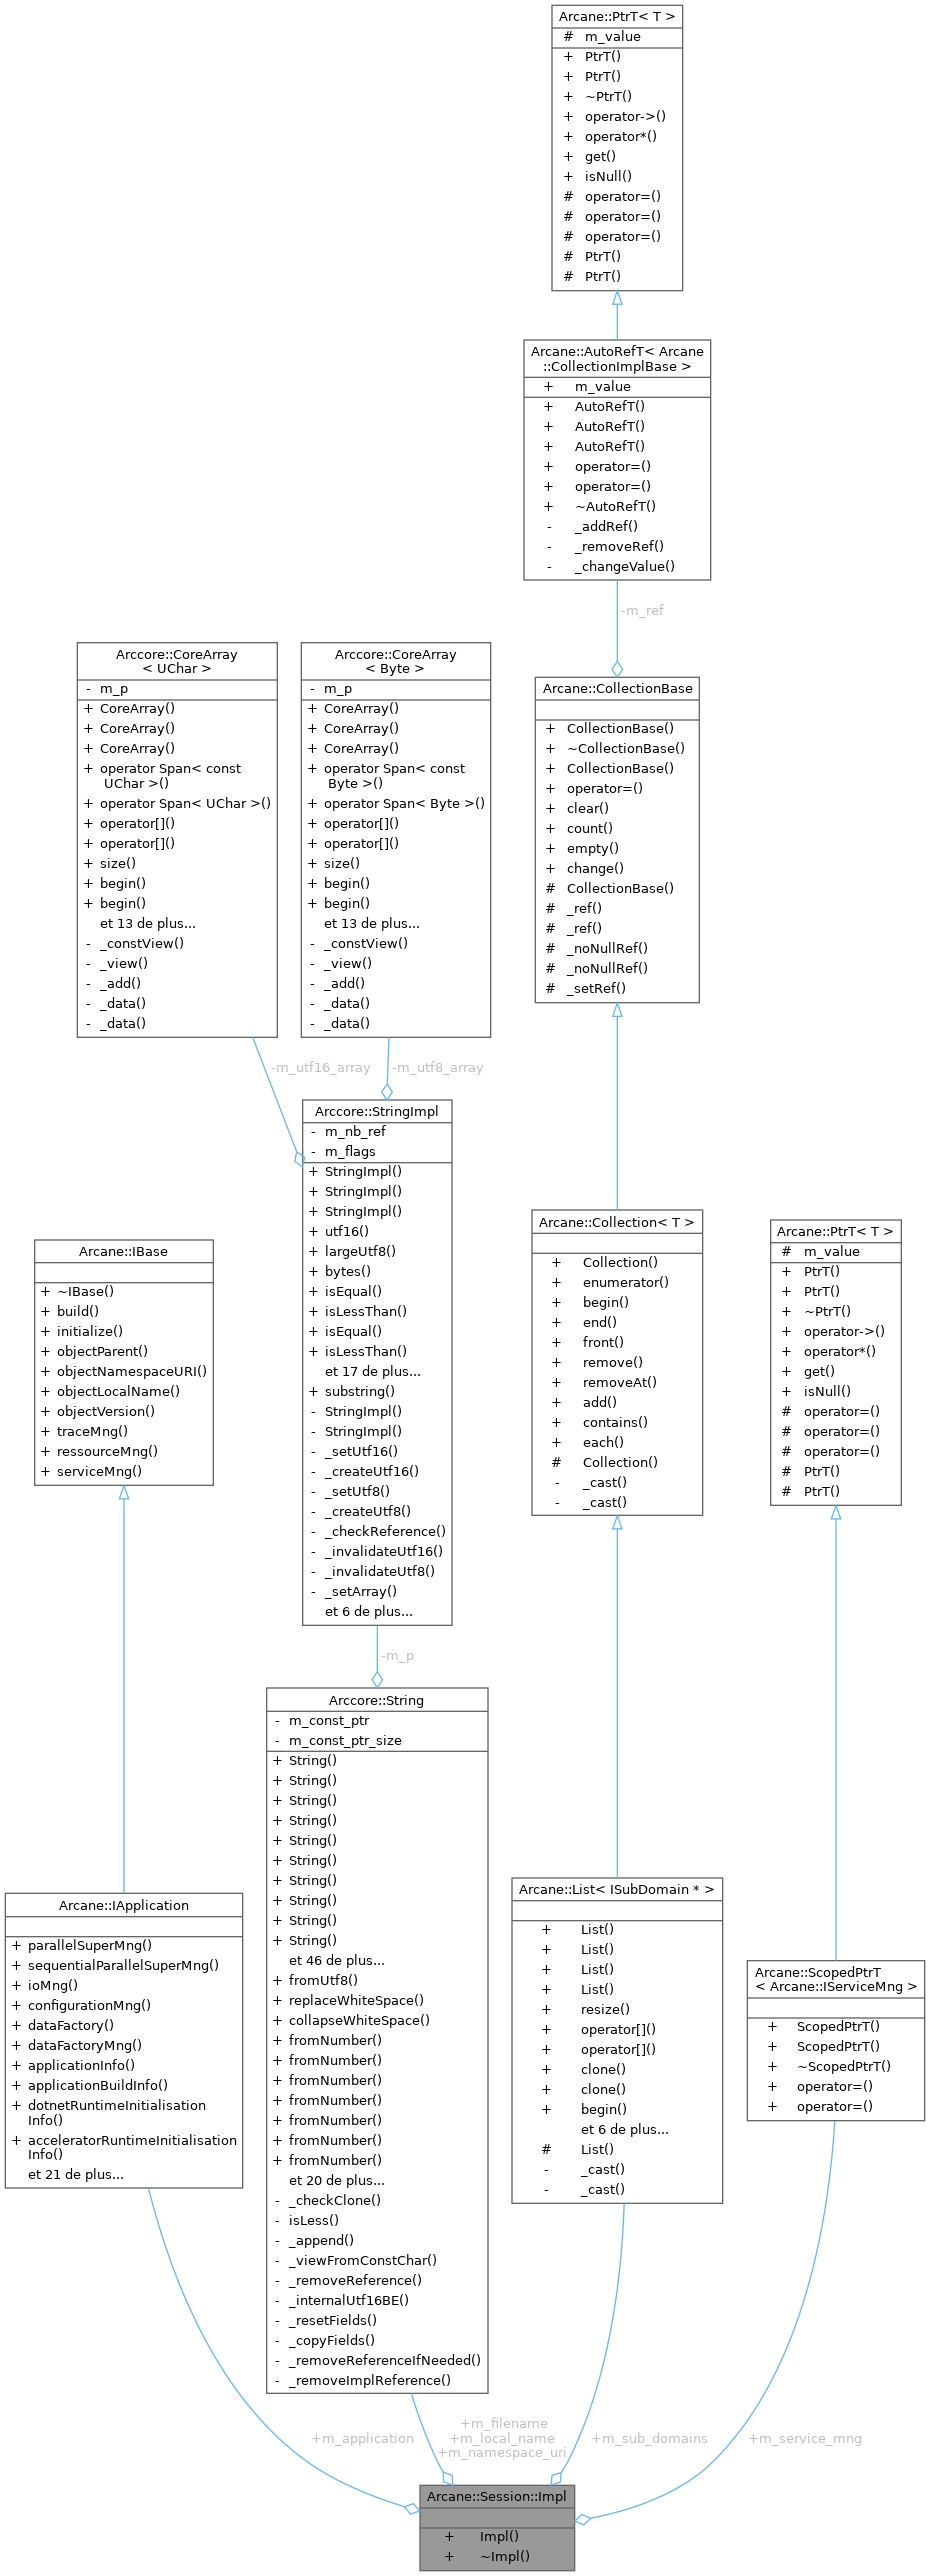 Arcane::PtrT< T >
# m_value
+ PtrT()
+ PtrT()
+ ~PtrT()
+ operator->()
+ operator*()
+ get()
+ isNull()
# operator=()
# operator=()
# operator=()
# PtrT()
# PtrT()
Arcane::AutoRefT< Arcane
::CollectionImplBase >
+ m_value
+ AutoRefT()
+ AutoRefT()
+ AutoRefT()
+ operator=()
+ operator=()
+ ~AutoRefT()
- _addRef()
- _removeRef()
- _changeValue()
-m_ref
Arccore::CoreArray
< UChar >
- m_p
+ CoreArray()
+ CoreArray()
+ CoreArray()
+ operator Span< const
UChar >()
+ operator Span< UChar >()
+ operator[]()
+ operator[]()
+ size()
+ begin()
+ begin()
et 13 de plus...
- _constView()
- _view()
- _add()
- _data()
- _data()
Arccore::CoreArray
< Byte >
- m_p
+ CoreArray()
+ CoreArray()
+ CoreArray()
+ operator Span< const
Byte >()
+ operator Span< Byte >()
+ operator[]()
+ operator[]()
+ size()
+ begin()
+ begin()
et 13 de plus...
- _constView()
- _view()
- _add()
- _data()
- _data()
Arcane::CollectionBase
+ CollectionBase()
+ ~CollectionBase()
+ CollectionBase()
+ operator=()
+ clear()
+ count()
+ empty()
+ change()
# CollectionBase()
# _ref()
# _ref()
# _noNullRef()
# _noNullRef()
# _setRef()
-m_utf16_array
-m_utf8_array
Arccore::StringImpl
- m_nb_ref
- m_flags
+ StringImpl()
+ StringImpl()
+ StringImpl()
+ utf16()
+ largeUtf8()
+ bytes()
+ isEqual()
+ isLessThan()
+ isEqual()
+ isLessThan()
et 17 de plus...
+ substring()
- StringImpl()
- StringImpl()
- _setUtf16()
- _createUtf16()
- _setUtf8()
- _createUtf8()
- _checkReference()
- _invalidateUtf16()
- _invalidateUtf8()
- _setArray()
et 6 de plus...
Arcane::Collection< T >
+ Collection()
+ enumerator()
+ begin()
+ end()
+ front()
+ remove()
+ removeAt()
+ add()
+ contains()
+ each()
# Collection()
- _cast()
- _cast()
Arcane::PtrT< T >
# m_value
+ PtrT()
+ PtrT()
+ ~PtrT()
+ operator->()
+ operator*()
+ get()
+ isNull()
# operator=()
# operator=()
# operator=()
# PtrT()
# PtrT()
Arcane::IBase
+ ~IBase()
+ build()
+ initialize()
+ objectParent()
+ objectNamespaceURI()
+ objectLocalName()
+ objectVersion()
+ traceMng()
+ ressourceMng()
+ serviceMng()
-m_p
Arccore::String
- m_const_ptr
- m_const_ptr_size
+ String()
+ String()
+ String()
+ String()
+ String()
+ String()
+ String()
+ String()
+ String()
+ String()
et 46 de plus...
+ fromUtf8()
+ replaceWhiteSpace()
+ collapseWhiteSpace()
+ fromNumber()
+ fromNumber()
+ fromNumber()
+ fromNumber()
+ fromNumber()
+ fromNumber()
+ fromNumber()
et 20 de plus...
- _checkClone()
- isLess()
- _append()
- _viewFromConstChar()
- _removeReference()
- _internalUtf16BE()
- _resetFields()
- _copyFields()
- _removeReferenceIfNeeded()
- _removeImplReference()
Arcane::IApplication
+ parallelSuperMng()
+ sequentialParallelSuperMng()
+ ioMng()
+ configurationMng()
+ dataFactory()
+ dataFactoryMng()
+ applicationInfo()
+ applicationBuildInfo()
+ dotnetRuntimeInitialisation
Info()
+ acceleratorRuntimeInitialisation
Info()
et 21 de plus...
Arcane::List< ISubDomain * >
+ List()
+ List()
+ List()
+ List()
+ resize()
+ operator[]()
+ operator[]()
+ clone()
+ clone()
+ begin()
et 6 de plus...
# List()
- _cast()
- _cast()
Arcane::ScopedPtrT
< Arcane::IServiceMng >
+ ScopedPtrT()
+ ScopedPtrT()
+ ~ScopedPtrT()
+ operator=()
+ operator=()
+m_application
+m_filename
+m_local_name
+m_namespace_uri
+m_sub_domains
+m_service_mng
Arcane::Session::Impl
+ Impl()
+ ~Impl()